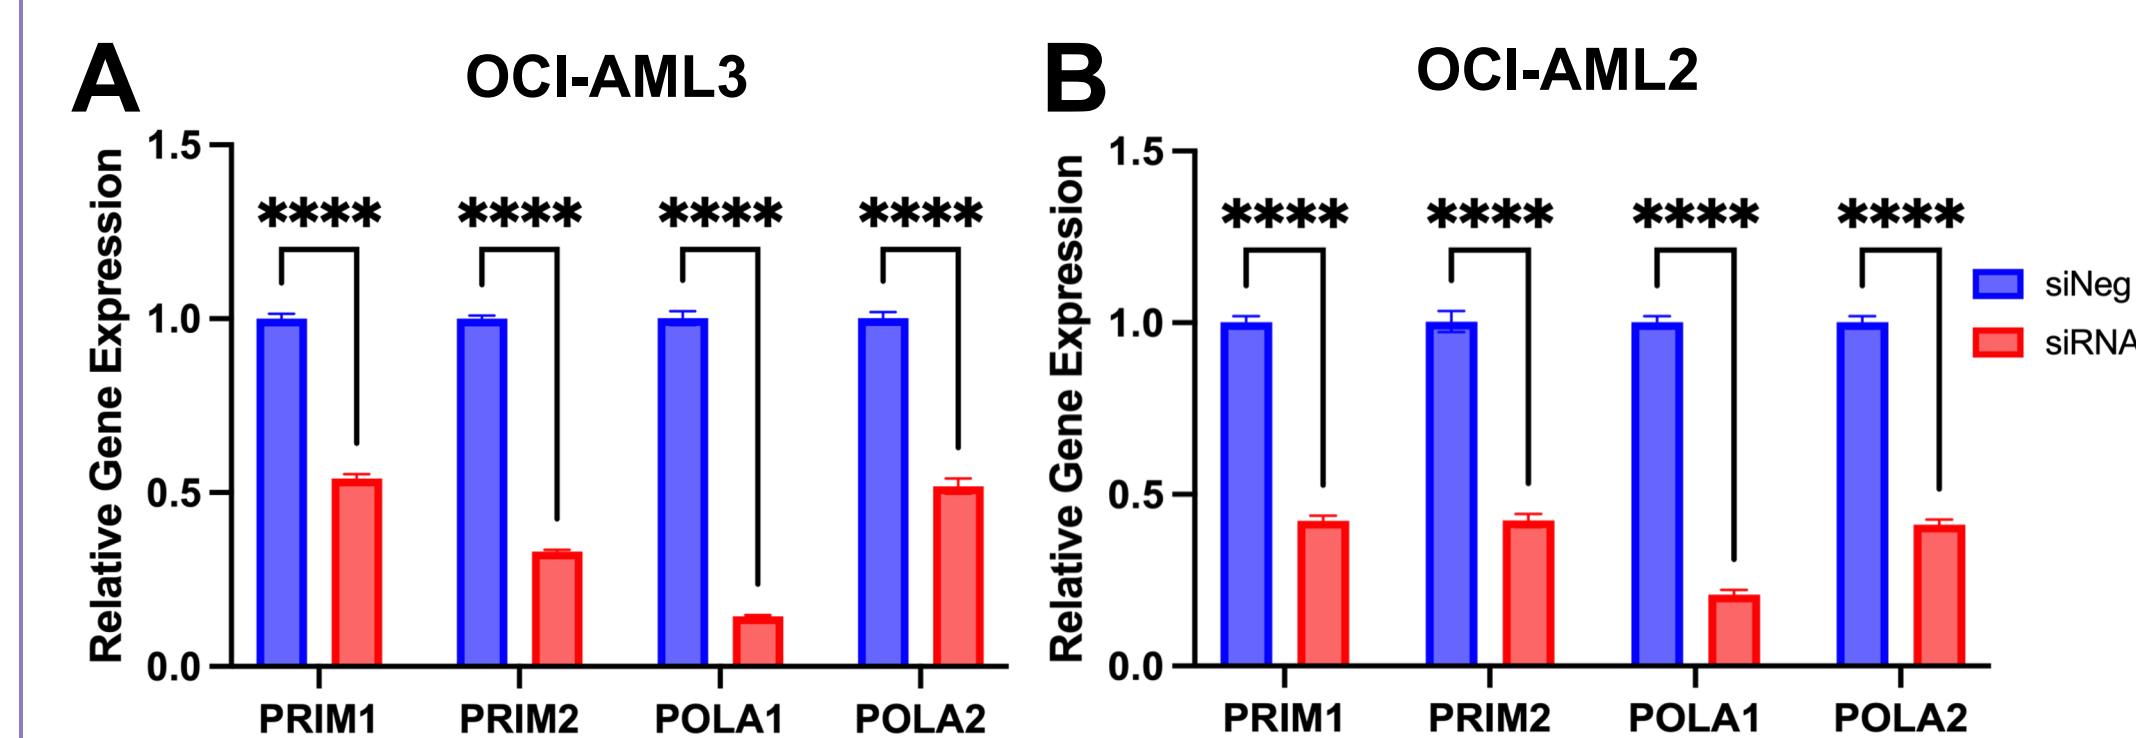 A
OCI-AML3
Relative Gene Expression
1.5
1.0
0.5
0.0
**** **** **** ****
PRIM1 PRIM2 POLA1 POLA2
B
OCI-AML2
Relative Gene Expression
1.5
1.0
0.5
0.0
**** **** **** ****
PRIM1 PRIM2 POLA1 POLA2
siNeg
siRNA